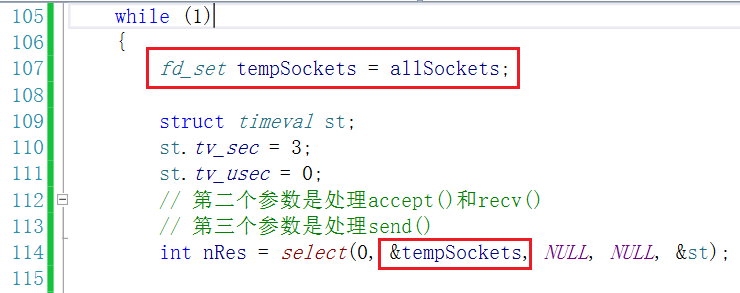 105 while (1)
106 {
107 fd_set tempSockets = allSockets;
108
109 struct timeval st;
110 st.tv_sec = 3;
111 st.tv_usec = 0;
112 // 第二个参数是处理accept()和recv()
113 // 第三个参数是处理send()
114 int nRes = select(0, &tempSockets, NULL, NULL, &st);
115